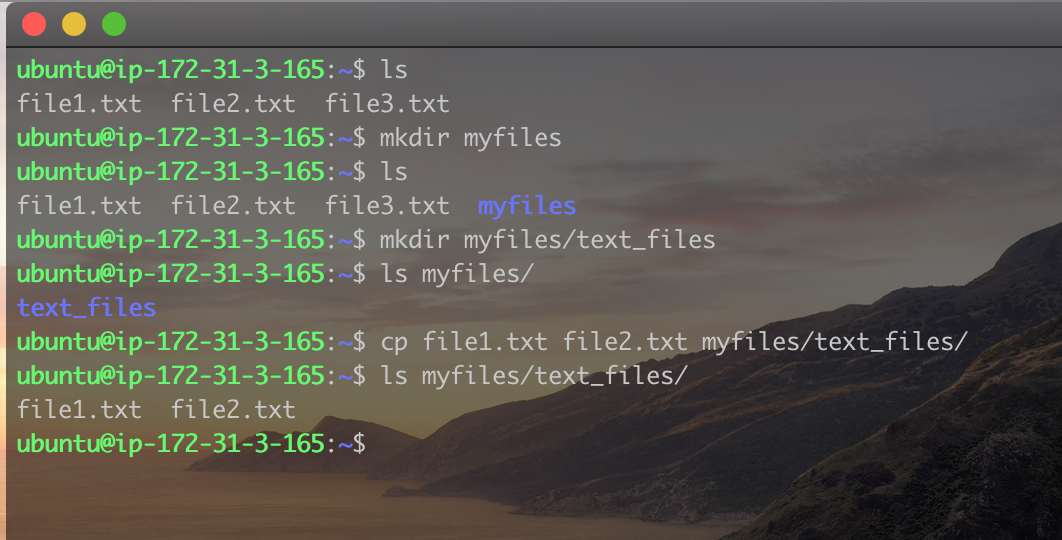 ubuntu@ip-172-31-3-165:~$ ls
file1.txt  file2.txt  file3.txt
ubuntu@ip-172-31-3-165:~$ mkdir myfiles
ubuntu@ip-172-31-3-165:~$ ls
file1.txt  file2.txt  file3.txt  myfiles
ubuntu@ip-172-31-3-165:~$ mkdir myfiles/text_files
ubuntu@ip-172-31-3-165:~$ ls myfiles/
text_files
ubuntu@ip-172-31-3-165:~$ cp file1.txt file2.txt myfiles/text_files/
ubuntu@ip-172-31-3-165:~$ ls myfiles/text_files/
file1.txt  file2.txt
ubuntu@ip-172-31-3-165:~$